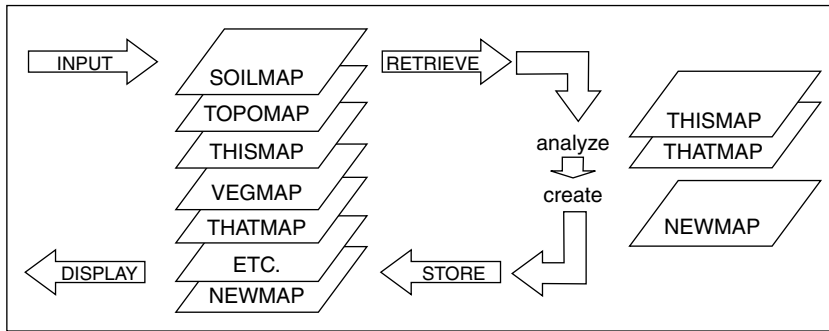 INPUT
SOILMAP
TOPOMAP
THISMAP
VEGMAP
THATMAP
ETC.
NEWMAP
RETRIEVE
analyze
create
THISMAP
THATMAP
NEWMAP
STORE
DISPLAY